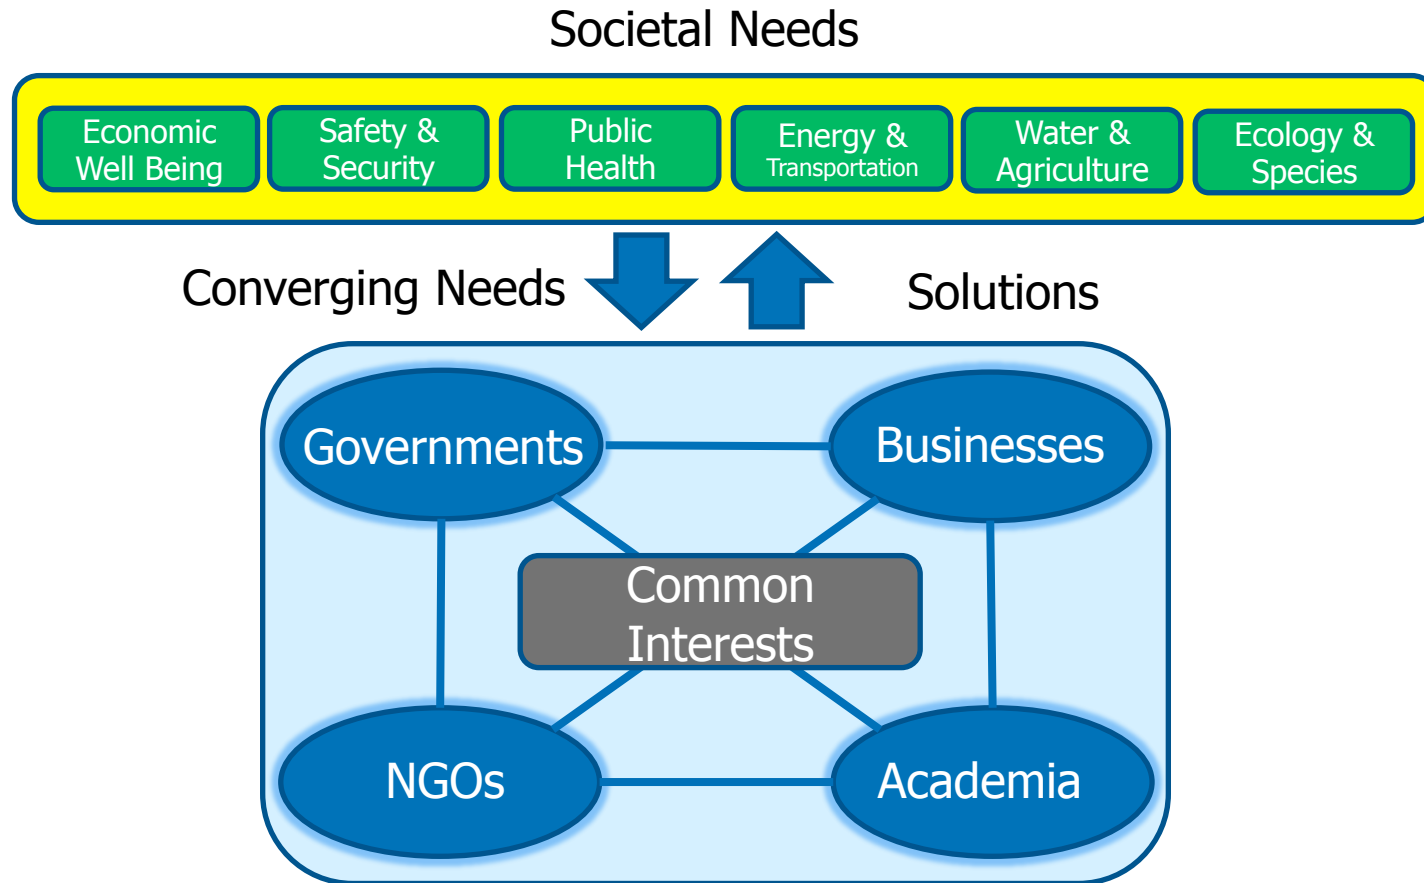 Societal Needs
Economic
Well Being
Safety &
Security
Public
Health
Energy &
Transportation
Water &
Agriculture
Ecology &
Species
Converging Needs
Solutions
Governments
Businesses
Common
Interests
NGOs
Academia